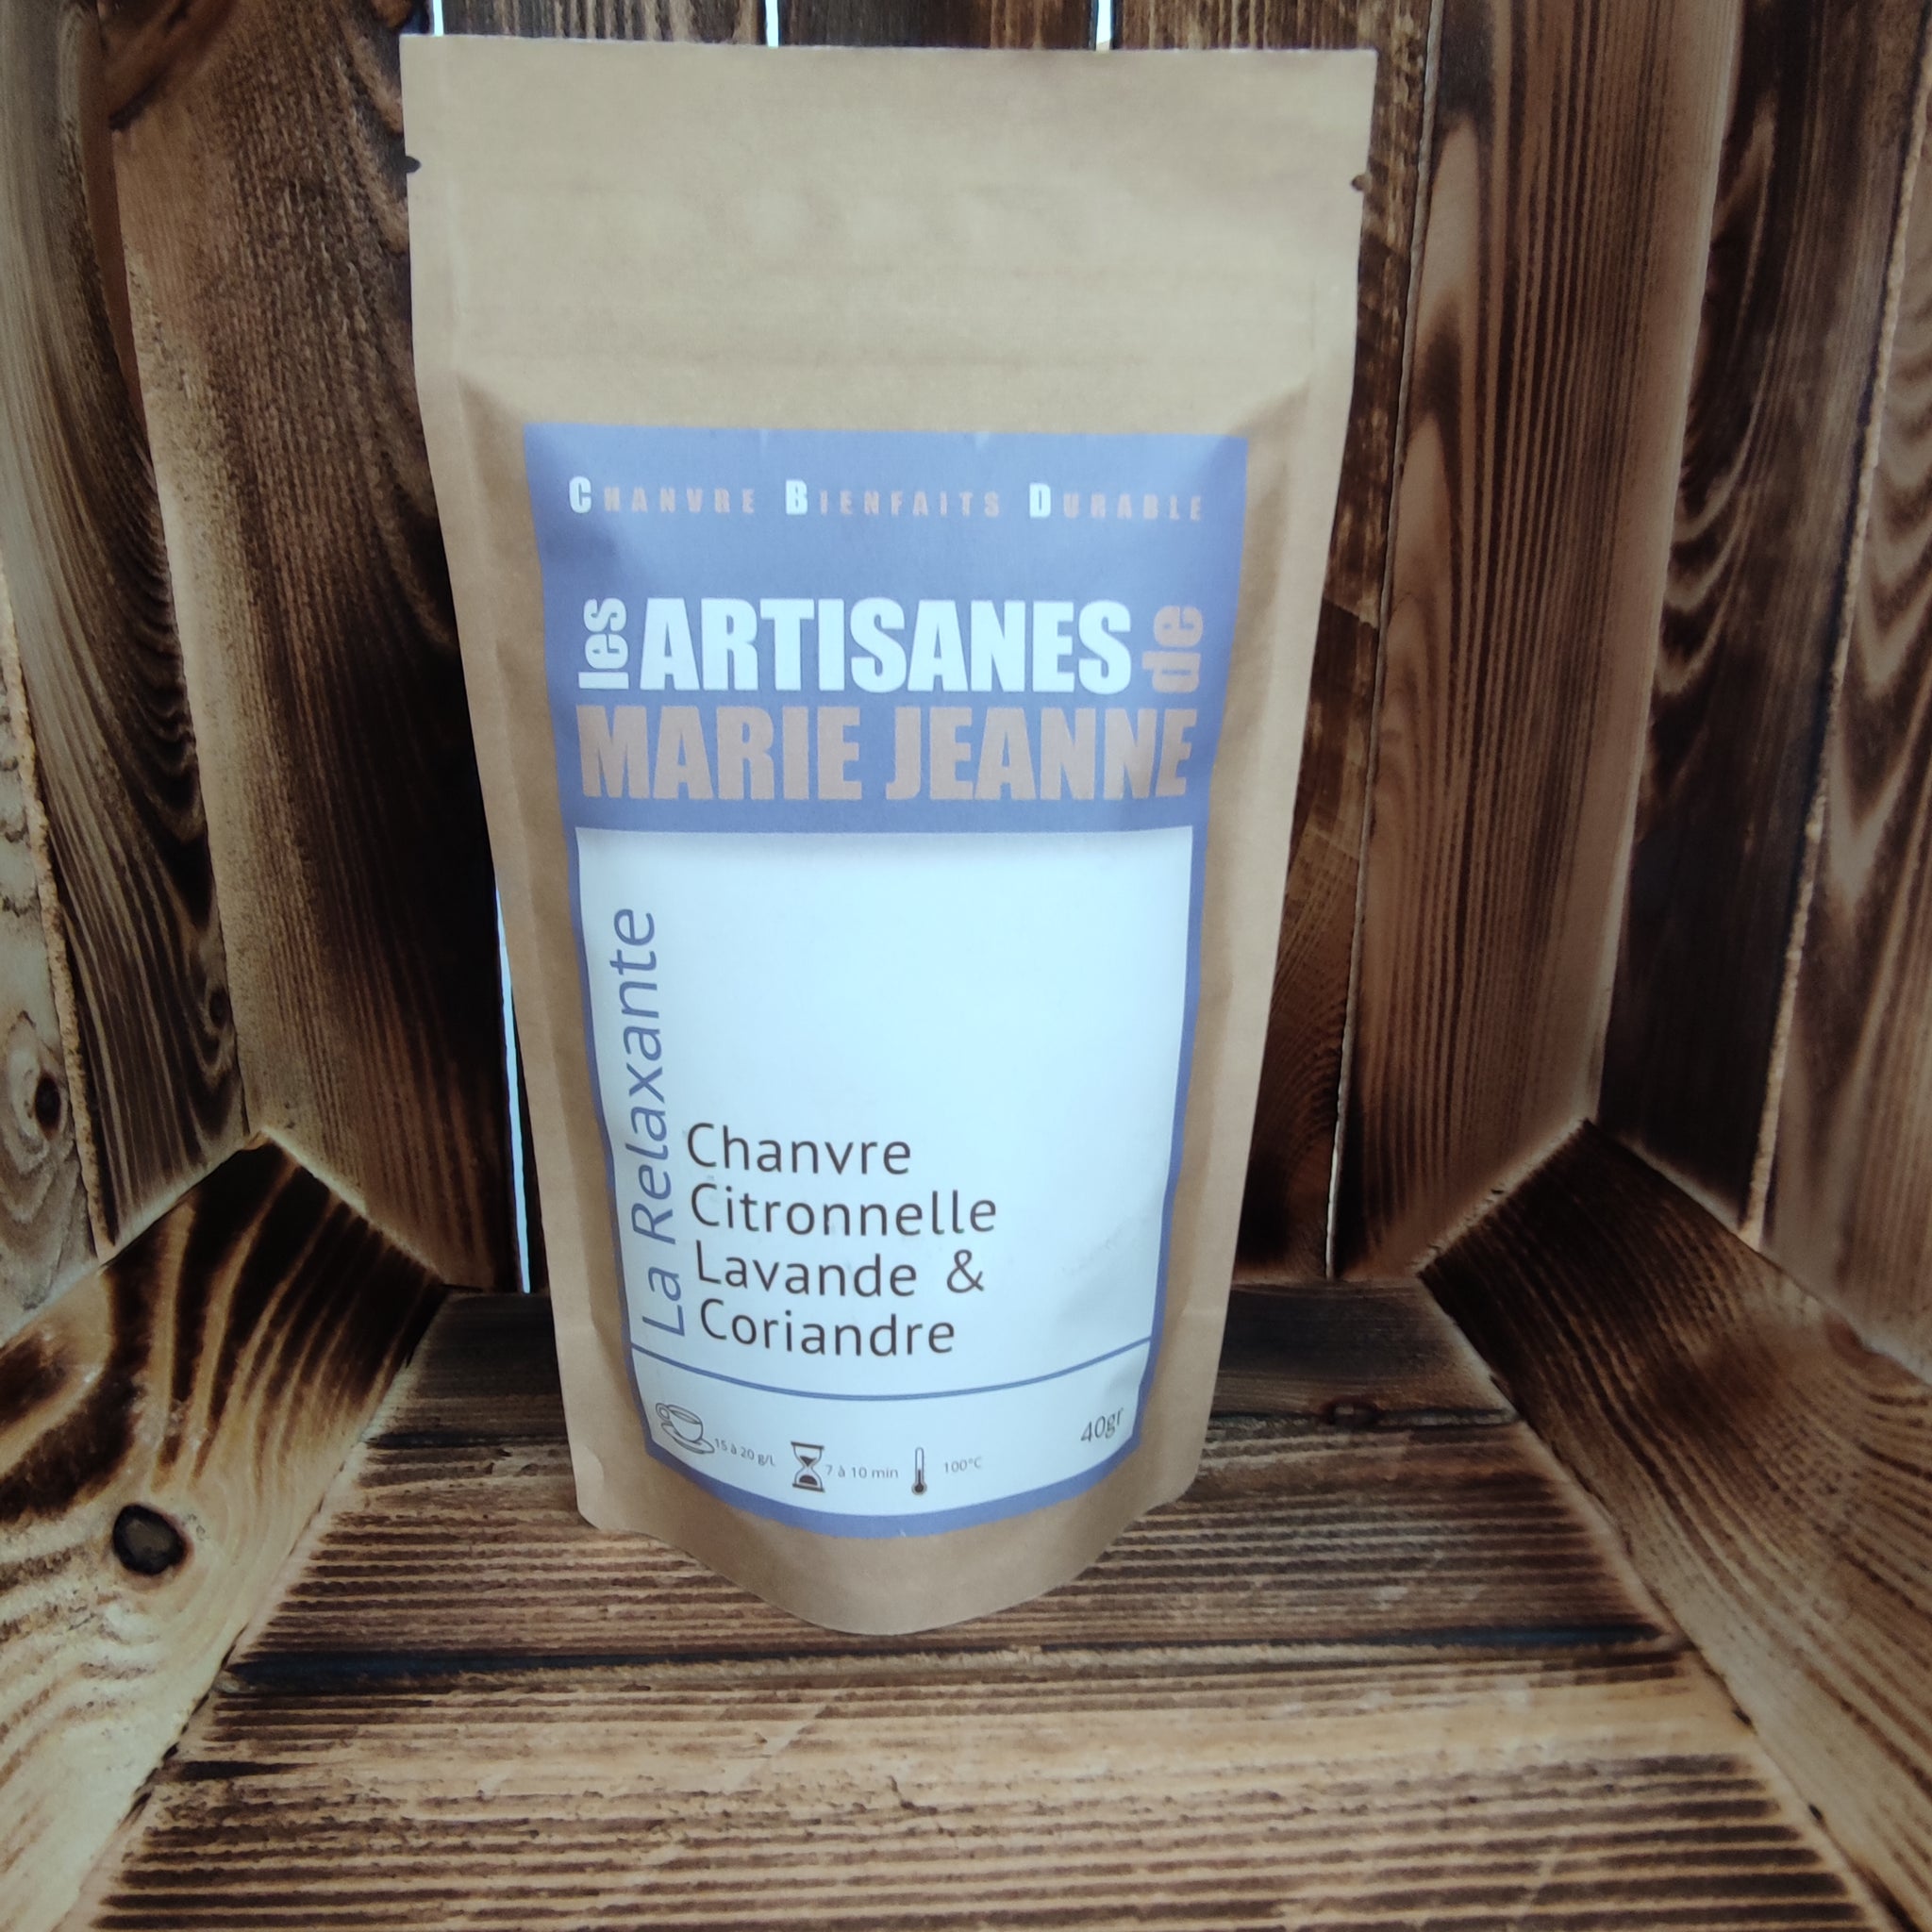 CHANVRE BIENFAITS DURABLE
les ARTISANES de
MARIE JEANNE
La Relaxante
Chanvre
Citronnelle
Lavande &
Coriandre
15 à 20 g/L 7 à 10 min 100°C 40gr